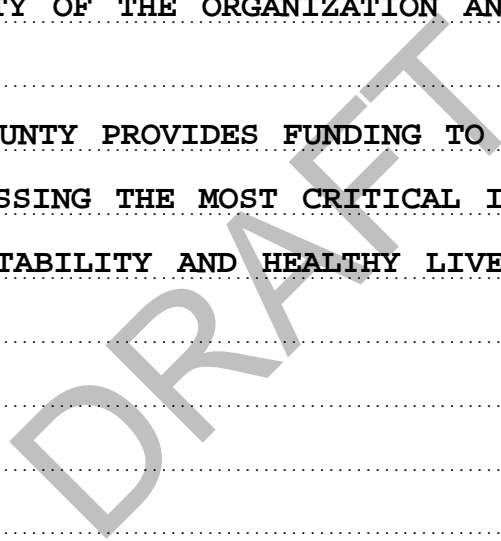 TY OF THE ORGANIZATION AN
UNTY PROVIDES FUNDING TO
SSING THE MOST CRITICAL I
TABILITY AND HEALTHY LIVE
DRAFT